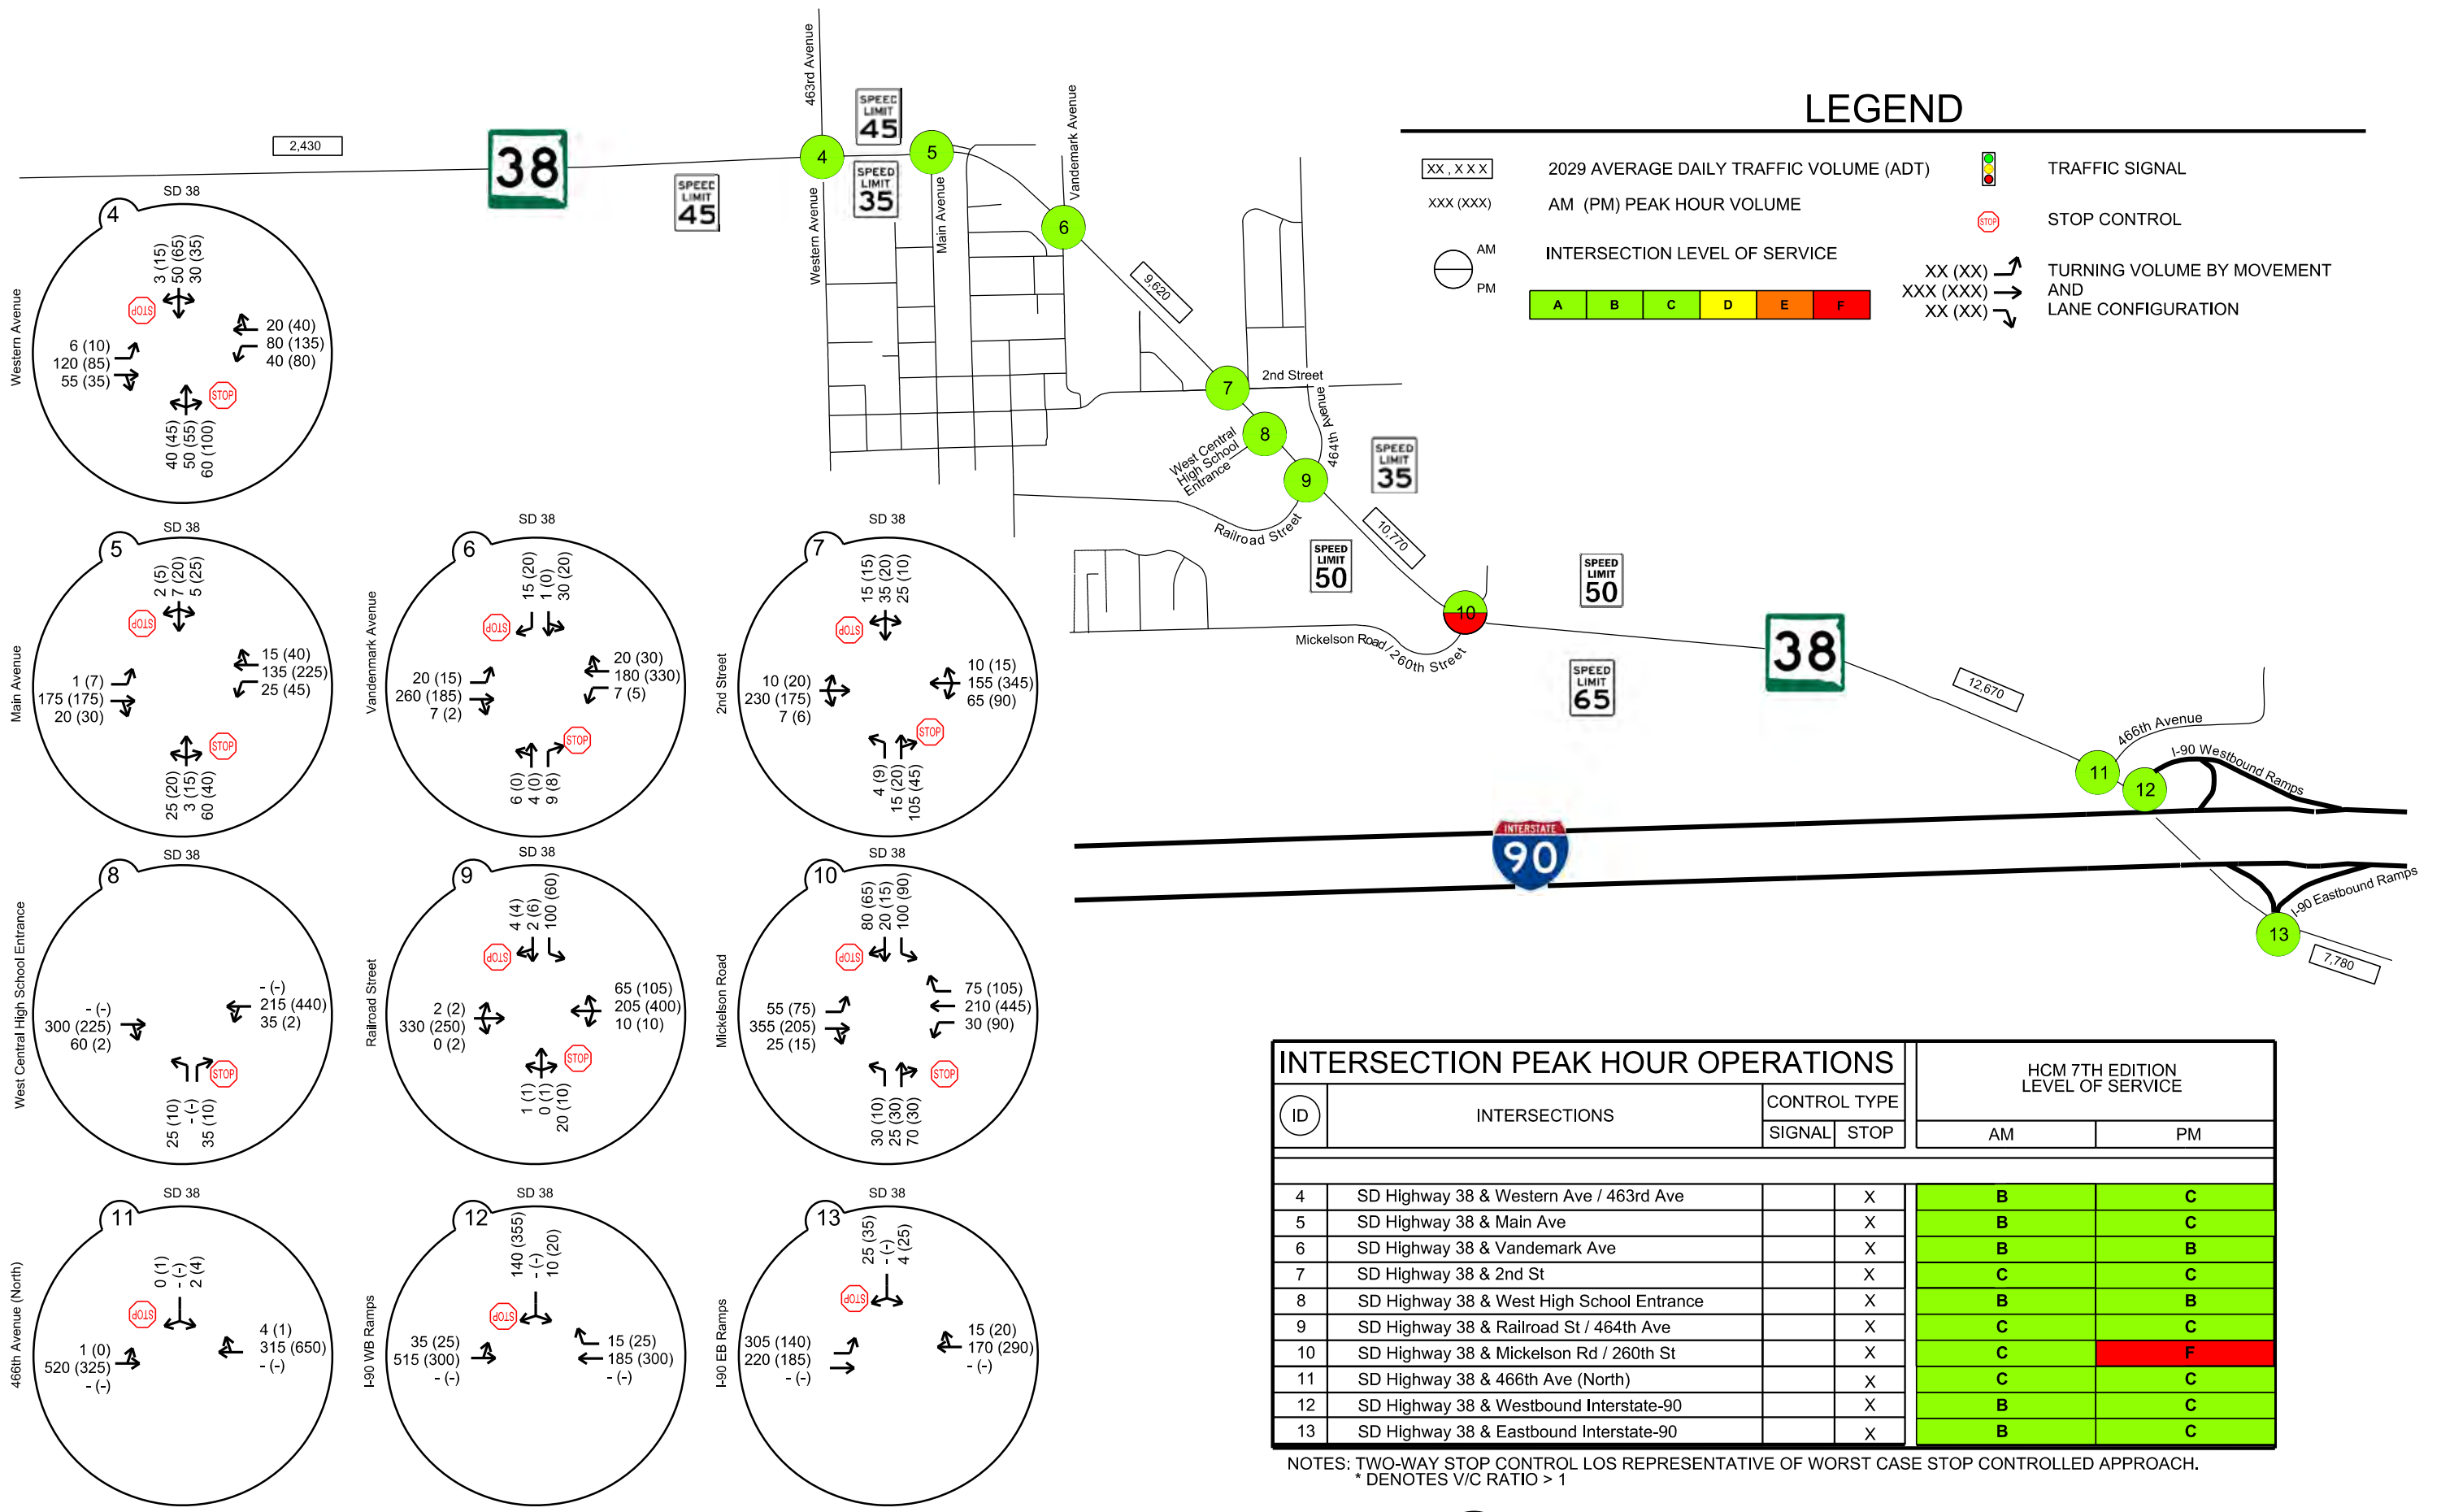 463rd Avenue
SPEED
LIMIT
45
2,430
38
4
5
SPEED
LIMIT
45
SPEED
LIMIT
35
Western Avenue
Main Avenue
Vandemark Avenue
6
9,620
7
2nd Street
8
West Central
High School
Entrance
464th Avenue
9
Railroad Street
SPEED
LIMIT
35
10,770
SPEED
LIMIT
50
10
Mickelson Road / 260th Street
SPEED
LIMIT
50
SPEED
LIMIT
65
38
12,670
466th Avenue
I-90 Westbound Ramps
11
12
INTERSTATE
90
I-90 Eastbound Ramps
13
7,780
LEGEND
XX , X X X
2029 AVERAGE DAILY TRAFFIC VOLUME (ADT)
TRAFFIC SIGNAL
XXX (XXX)
AM (PM) PEAK HOUR VOLUME
STOP
STOP CONTROL
AM
PM
INTERSECTION LEVEL OF SERVICE
A B C D E F
XX (XX)
XXX (XXX)
XX (XX)
TURNING VOLUME BY MOVEMENT
AND
LANE CONFIGURATION
4
SD 38
Western Avenue
3 (15)
50 (65)
30 (35)
STOP
20 (40)
80 (135)
40 (80)
6 (10)
120 (85)
55 (35)
STOP
40 (45)
50 (55)
60 (100)
5
SD 38
Main Avenue
2 (5)
7 (20)
5 (25)
STOP
15 (40)
135 (225)
25 (45)
1 (7)
175 (175)
20 (30)
STOP
25 (20)
3 (15)
60 (40)
6
SD 38
Vandenmark Avenue
15 (20)
1 (0)
30 (20)
STOP
20 (30)
180 (330)
7 (5)
20 (15)
260 (185)
7 (2)
STOP
6 (0)
4 (0)
9 (8)
7
SD 38
2nd Street
15 (15)
35 (20)
25 (10)
STOP
10 (15)
155 (345)
65 (90)
10 (20)
230 (175)
7 (6)
STOP
4 (9)
15 (20)
105 (45)
8
SD 38
West Central High School Entrance
- (-)
215 (440)
35 (2)
- (-)
300 (225)
60 (2)
STOP
25 (10)
- (-)
35 (10)
9
SD 38
Railroad Street
4 (4)
2 (6)
100 (60)
STOP
65 (105)
205 (400)
10 (10)
2 (2)
330 (250)
0 (2)
STOP
1 (1)
0 (1)
20 (10)
10
SD 38
Mickelson Road
80 (65)
20 (15)
100 (90)
STOP
75 (105)
210 (445)
30 (90)
55 (75)
355 (205)
25 (15)
STOP
30 (10)
25 (30)
70 (30)
11
SD 38
466th Avenue (North)
0 (1)
- (-)
2 (4)
STOP
4 (1)
315 (650)
- (-)
1 (0)
520 (325)
- (-)
12
SD 38
I-90 WB Ramps
140 (355)
- (-)
10 (20)
STOP
15 (25)
185 (300)
- (-)
35 (25)
515 (300)
- (-)
13
SD 38
I-90 EB Ramps
25 (35)
- (-)
4 (25)
STOP
15 (20)
170 (290)
- (-)
305 (140)
220 (185)
- (-)
INTERSECTION PEAK HOUR OPERATIONS
HCM 7TH EDITION
LEVEL OF SERVICE
ID INTERSECTIONS CONTROL TYPE
SIGNAL STOP AM PM
4 SD Highway 38 & Western Ave / 463rd Ave X B C
5 SD Highway 38 & Main Ave X B C
6 SD Highway 38 & Vandemark Ave X B B
7 SD Highway 38 & 2nd St X C C
8 SD Highway 38 & West High School Entrance X B B
9 SD Highway 38 & Railroad St / 464th Ave X C C
10 SD Highway 38 & Mickelson Rd / 260th St X C F
11 SD Highway 38 & 466th Ave (North) X C C
12 SD Highway 38 & Westbound Interstate-90 X B C
13 SD Highway 38 & Eastbound Interstate-90 X B C
NOTES: TWO-WAY STOP CONTROL LOS REPRESENTATIVE OF WORST CASE STOP CONTROLLED APPROACH.
* DENOTES V/C RATIO > 1